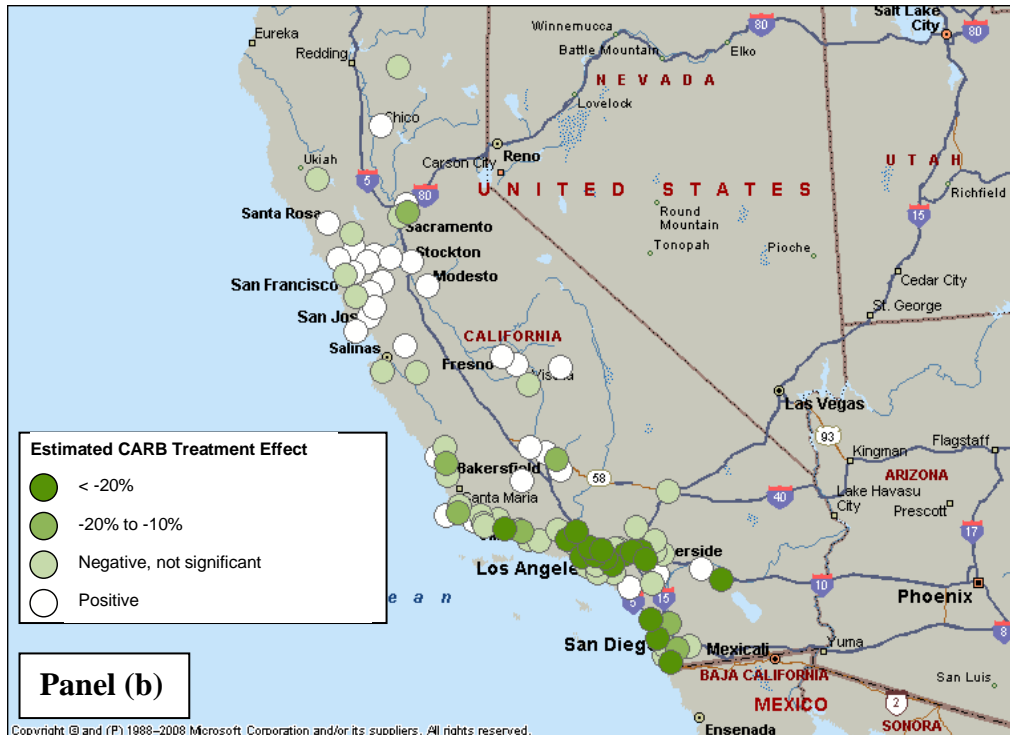 Eureka
Redding
Chico
Ukiah
5
80
Santa Rosa
Sacramento
Stockton
Modesto
San Francisco
San Jos
Salinas
Fresno
CALIFORNIA
Winnemucca
Battle Mountain
Elko
80
Salt Lake
City
80
NEVADA
Lovelock
Reno
Carson City
UNITED STATES
UTAH
Richfield
15
Round
Mountain
Tonopah
Pioche
Cedar City
St. George
Las Vegas
93
Kingman
Flagstaff
ARIZONA
Lake Havasu
City
Prescott
40
17
58
Bakersfield
Santa Maria
Los Angele
erside
5
15
10
Phoenix
8
San Dieg
Mexicali
Yuma
BAJA CALIFORNIA
MEXICO
San Luis
2
SONORA
Ensenada
e a n
Estimated CARB Treatment Effect
< -20%
-20% to -10%
Negative, not significant
Positive
Panel (b)
Copyright © and (P) 1988–2008 Microsoft Corporation and/or its suppliers. All rights reserved.